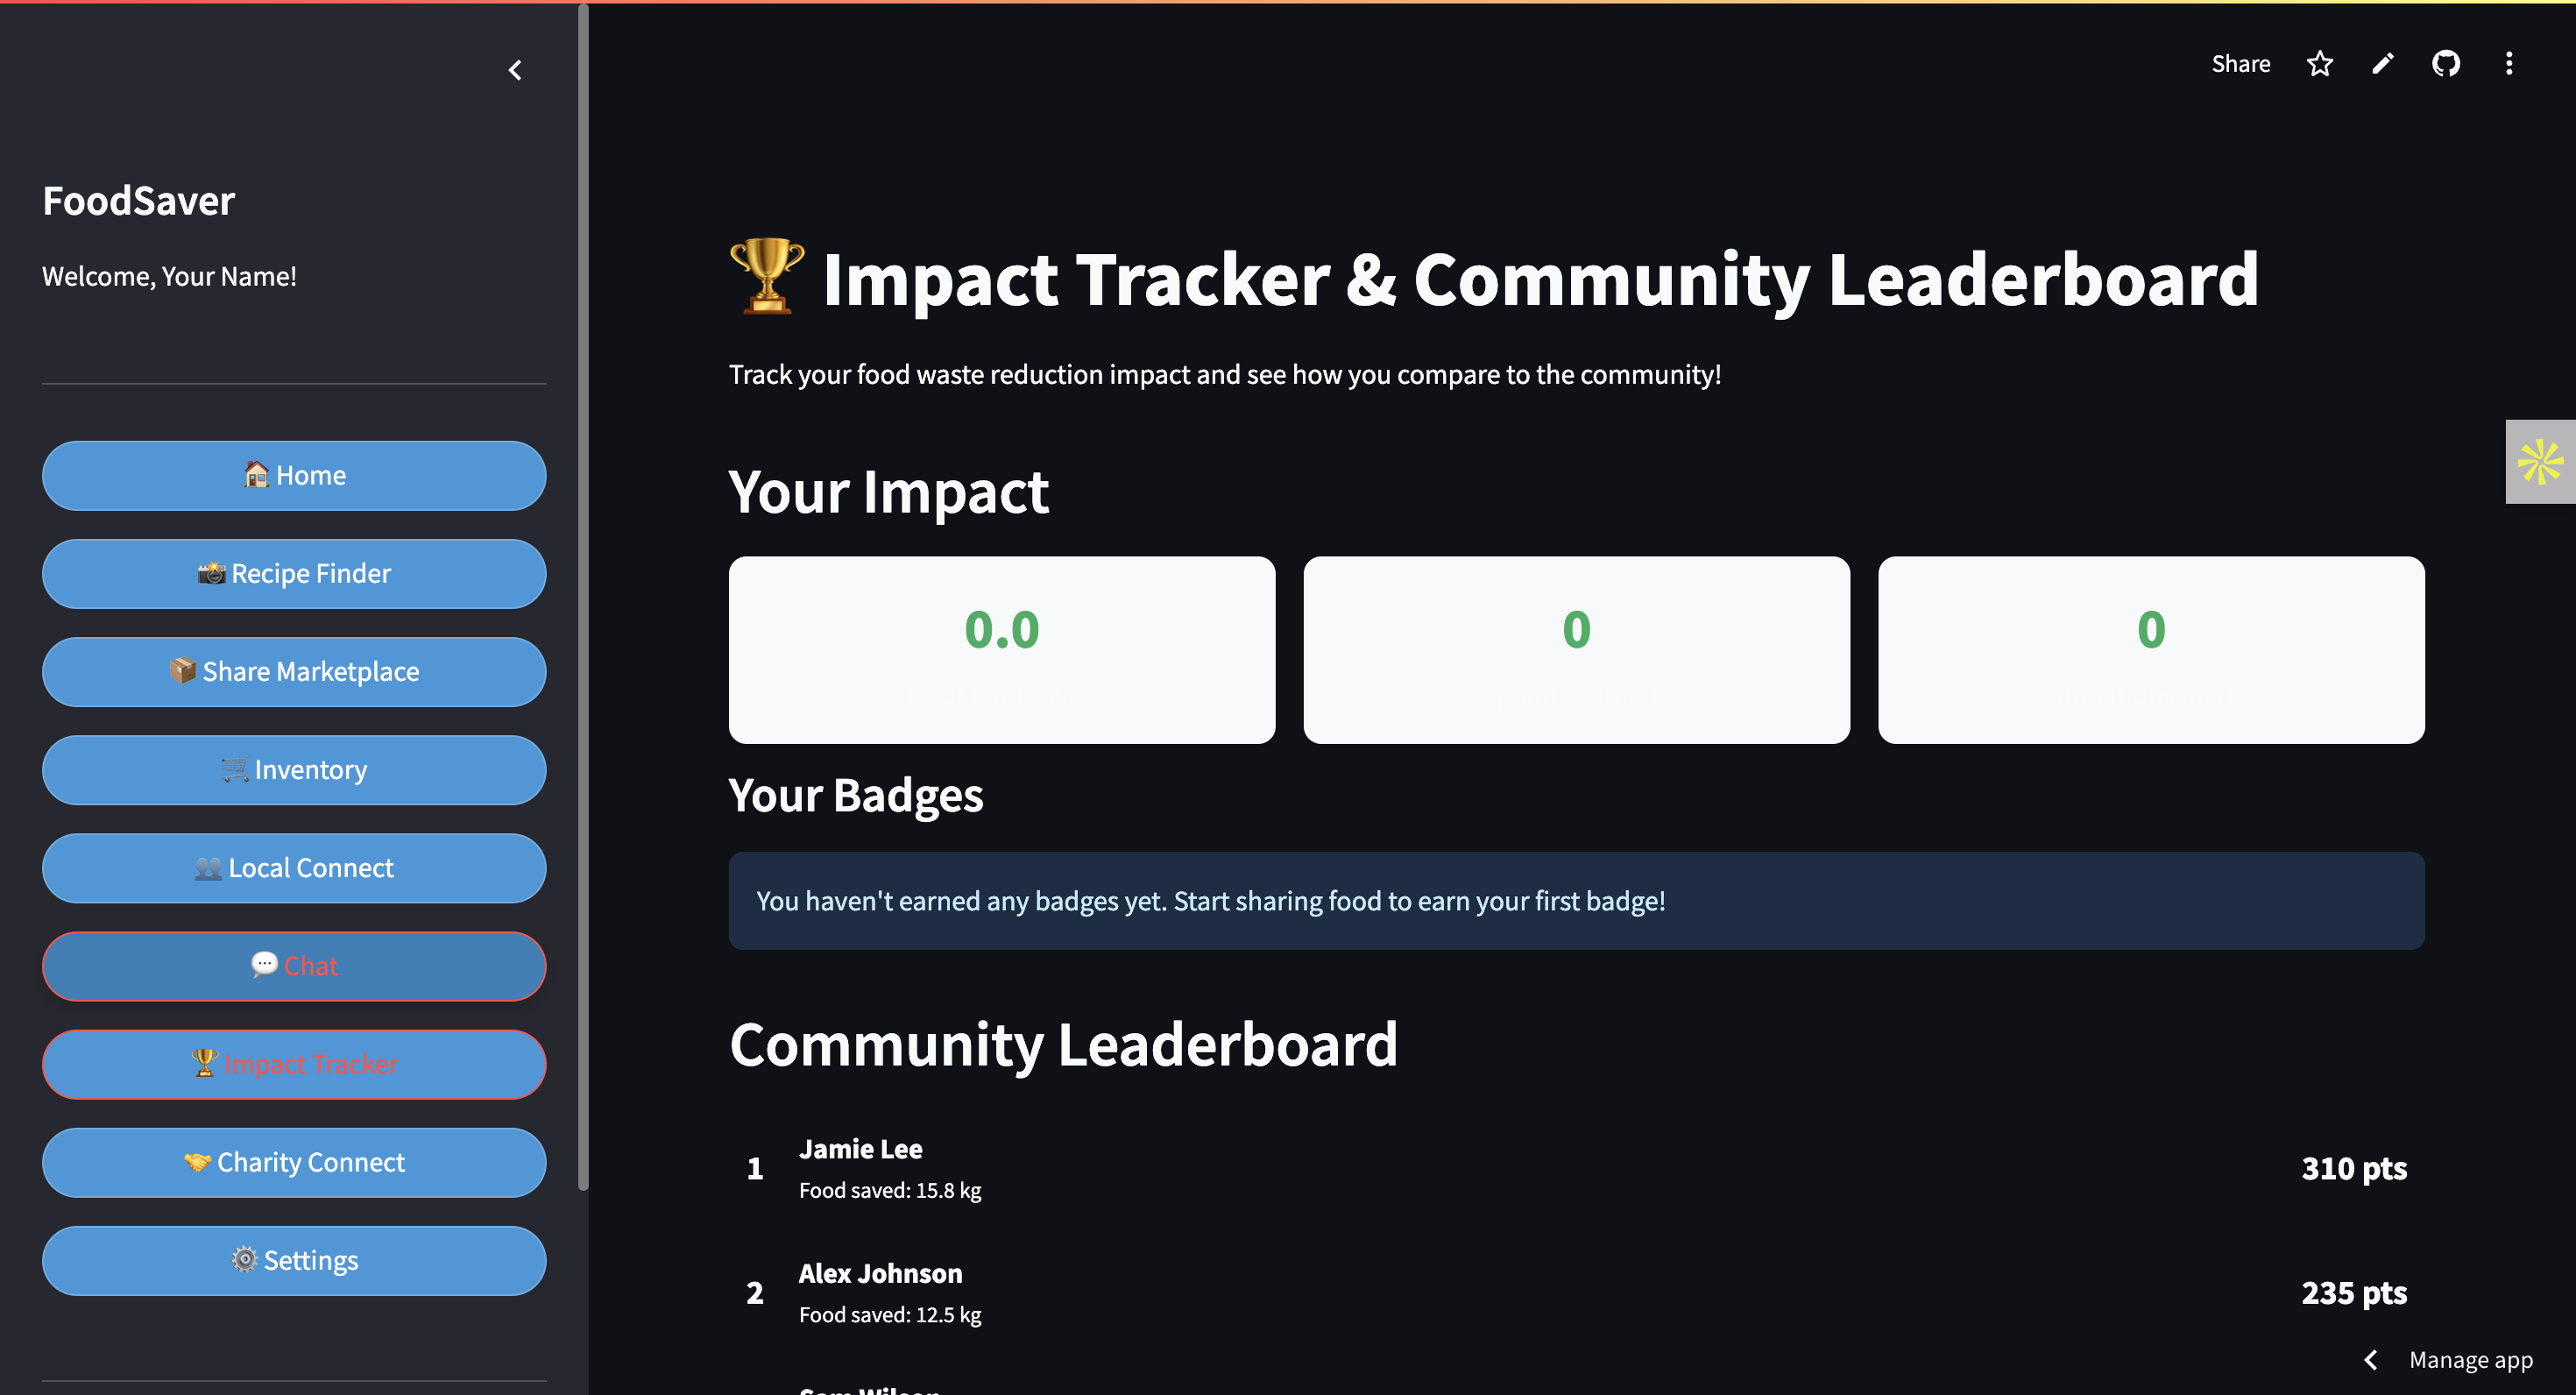 Share
FoodSaver
Welcome, Your Name!
Home
Recipe Finder
Share Marketplace
Inventory
Local Connect
Chat
Impact Tracker
Charity Connect
Settings
Impact Tracker & Community Leaderboard
Track your food waste reduction impact and see how you compare to the community!
Your Impact
0.0
0
0
Your Badges
You haven't earned any badges yet. Start sharing food to earn your first badge!
Community Leaderboard
1
Jamie Lee
Food saved: 15.8 kg
310 pts
2
Alex Johnson
Food saved: 12.5 kg
235 pts
Manage app